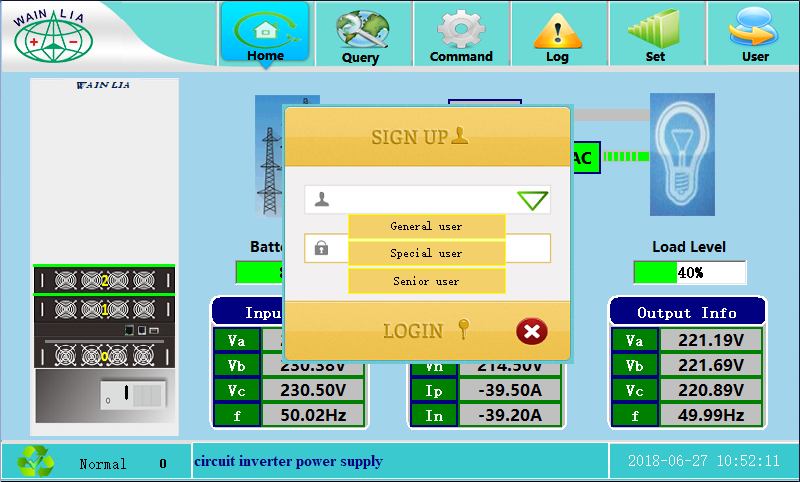 WAIN LIA
Home
Query
Command
Log
Set
User
WAIN LIA
SIGN UP
AC
General user
Special user
Senior user
Load Level
40%
2
1
0
LOGIN
Output Info
Va 221.19V
Vb 230.38V
Vn 214.50V
Vb 221.69V
Vc 230.50V
Ip -39.50A
Vc 220.89V
f 50.02Hz
In -39.20A
f 49.99Hz
Va
Normal 0
circuit inverter power supply
2018-06-27 10:52:11